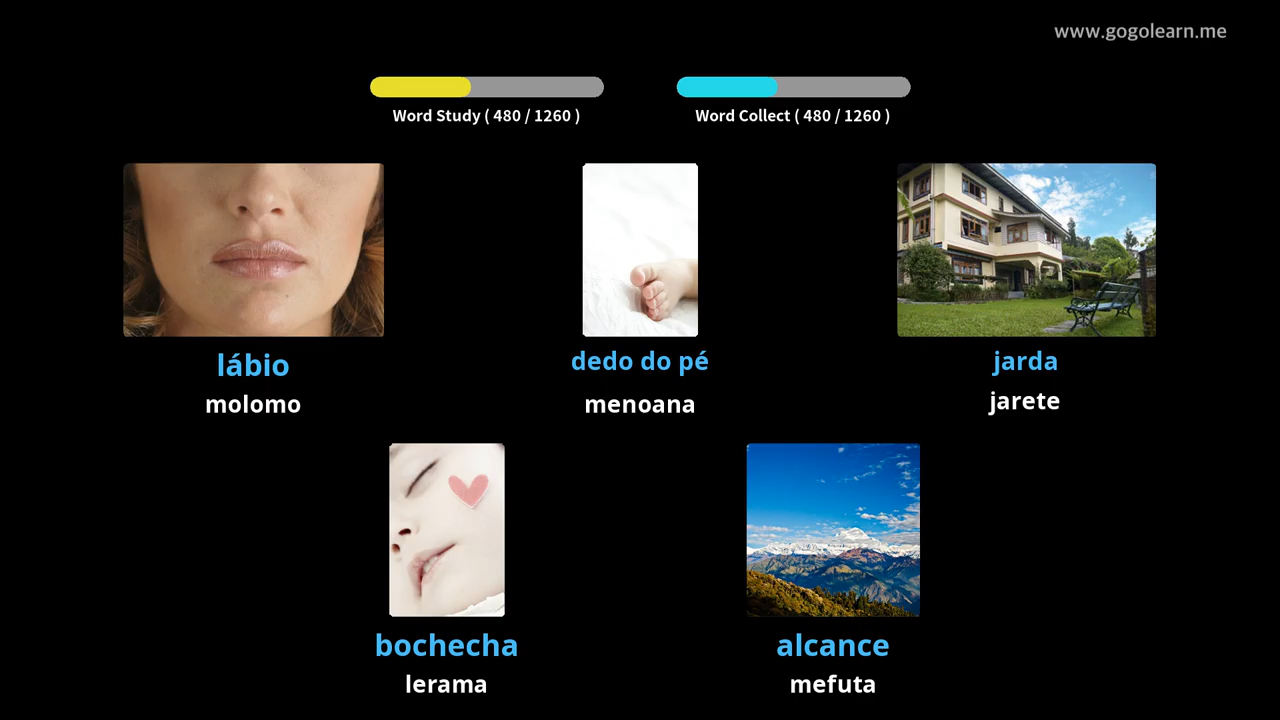 www.gogolearn.me
Word Study ( 480 / 1260 )
Word Collect ( 480 / 1260 )
lábio
molomo
dedo do pé
menoana
jarda
jarete
bochecha
lerama
alcance
mefuta